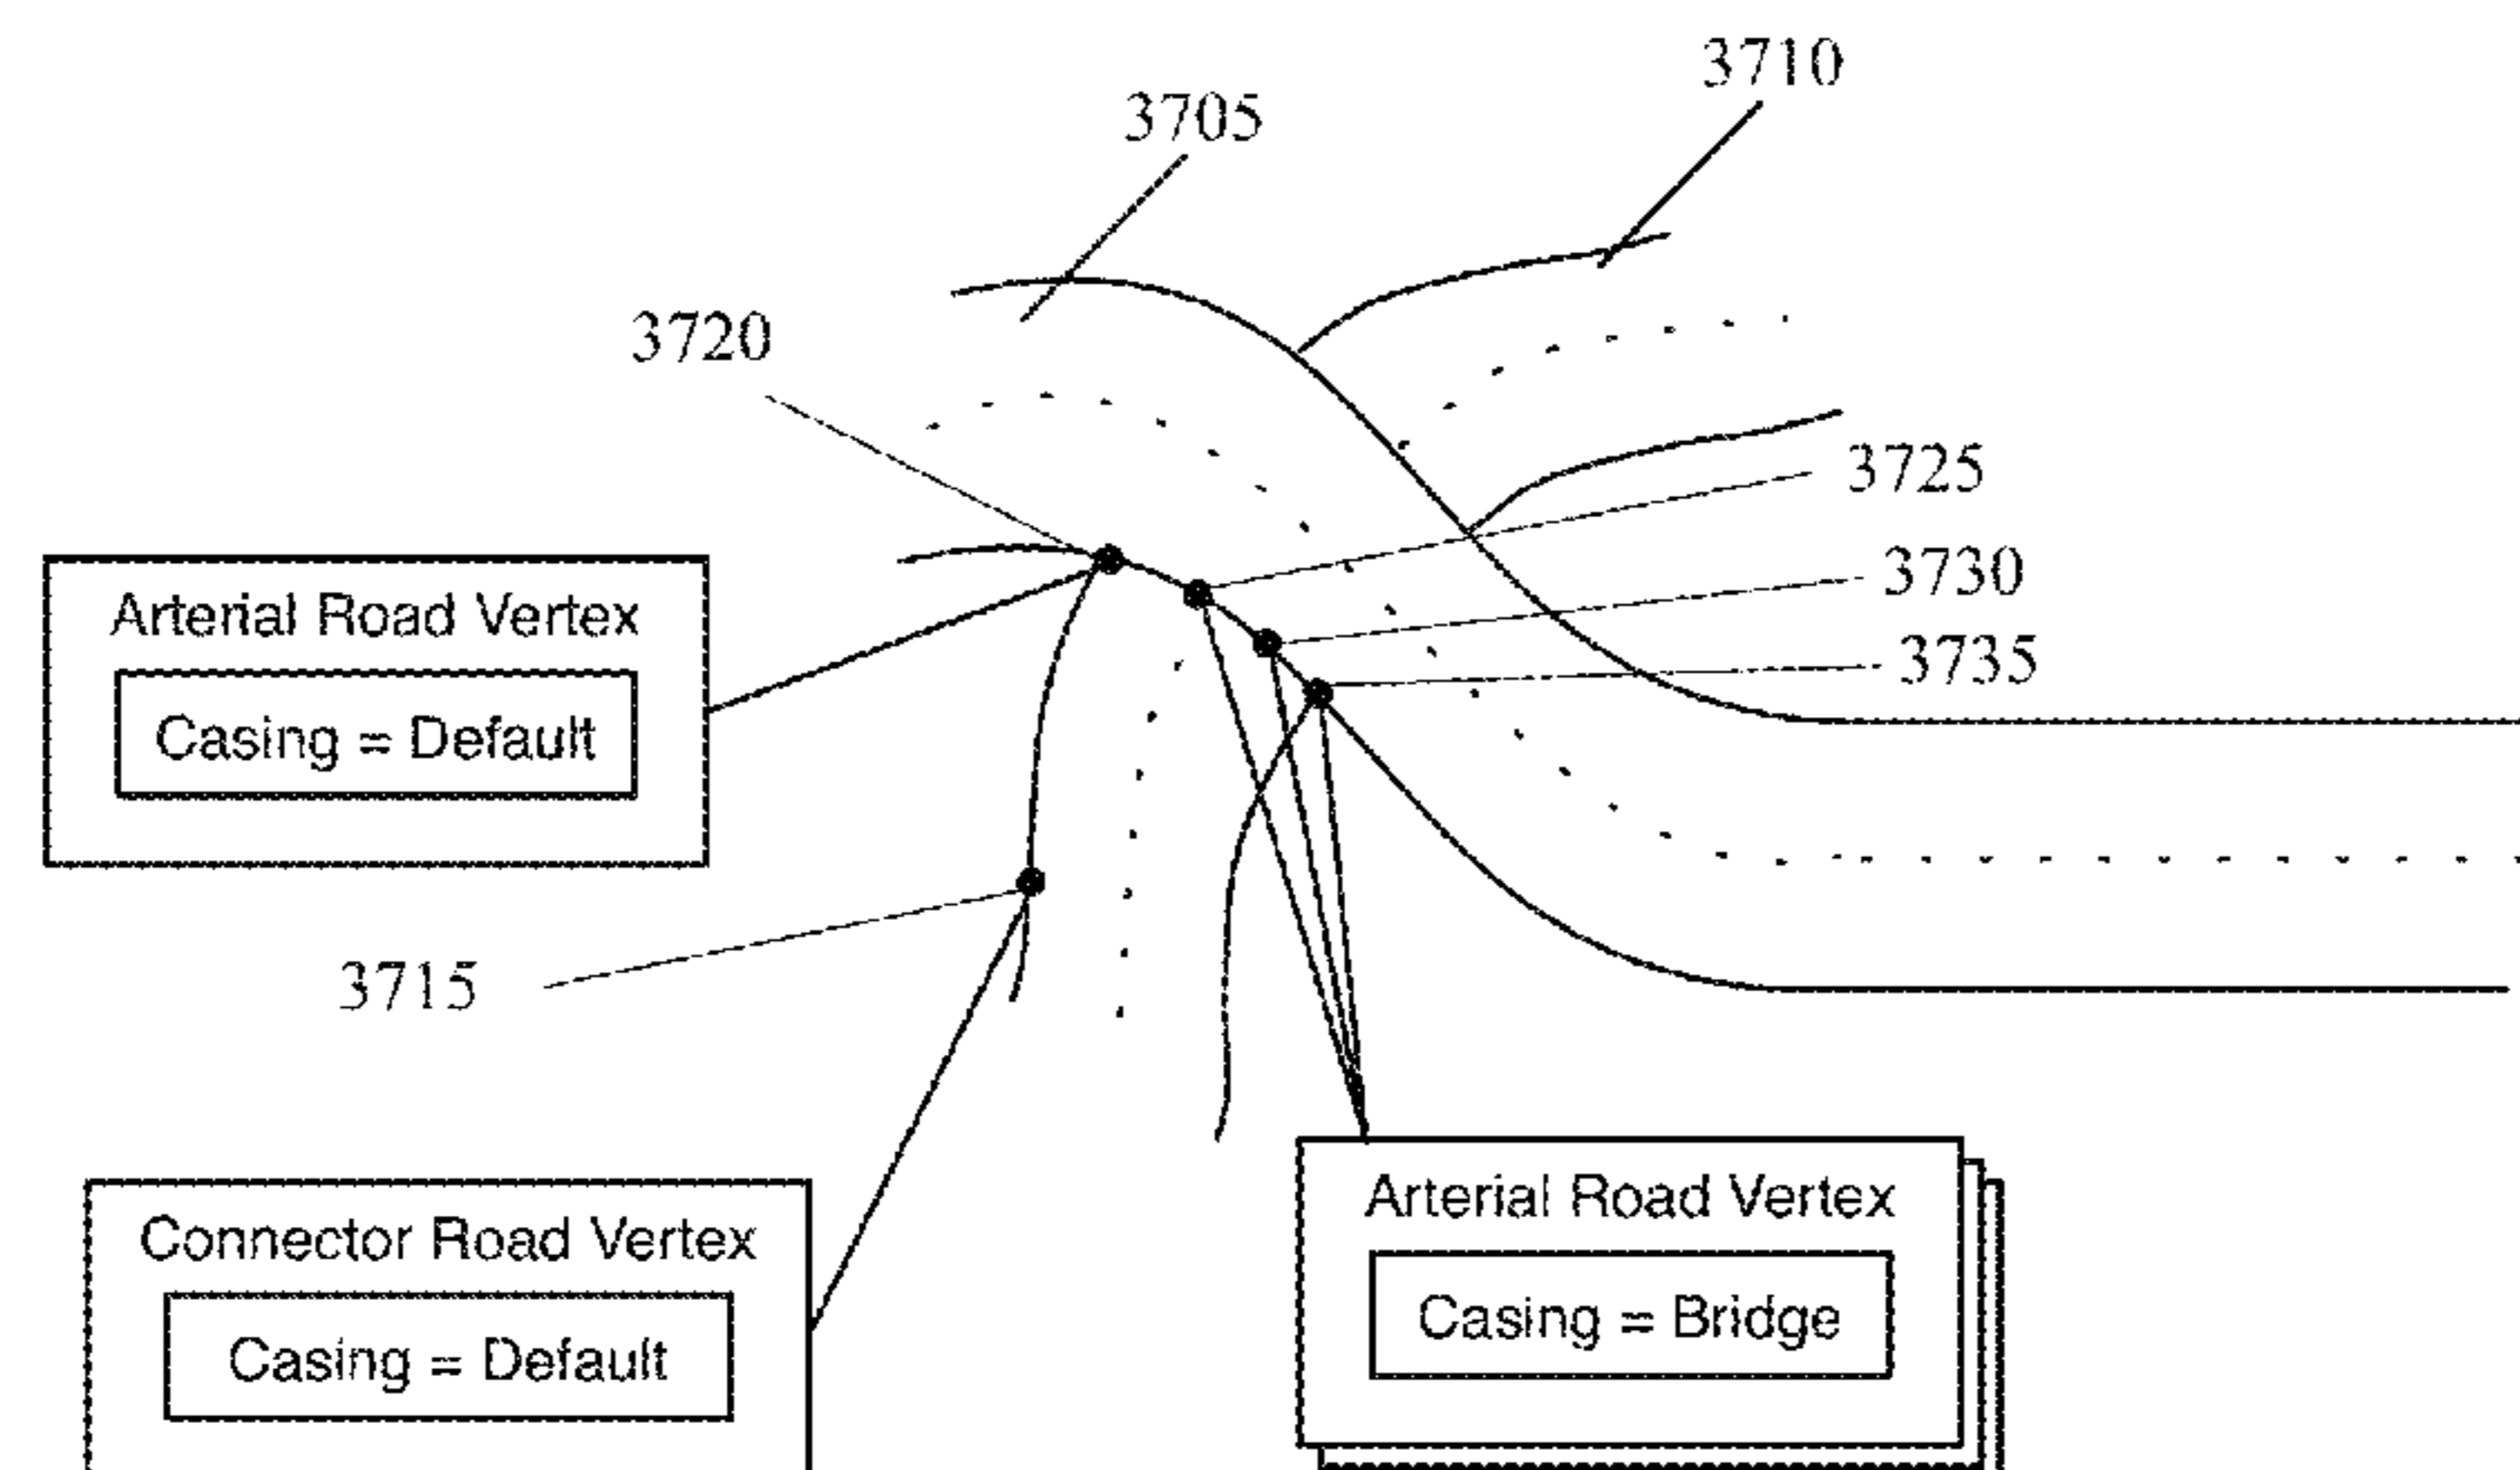 3710
3705
3720
3725
3730
3735
Arterial Road Vertex
Casing = Default
3715
Connector Road Vertex
Casing = Default
Arterial Road Vertex
Casing = Bridge